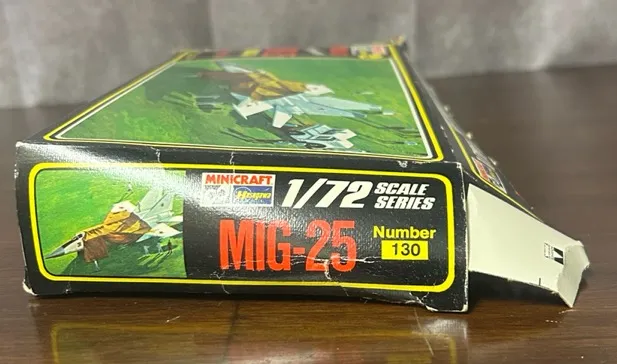 MINICRAFT
Hasegawa
1/72 SCALE SERIES
MIG-25
Number
130